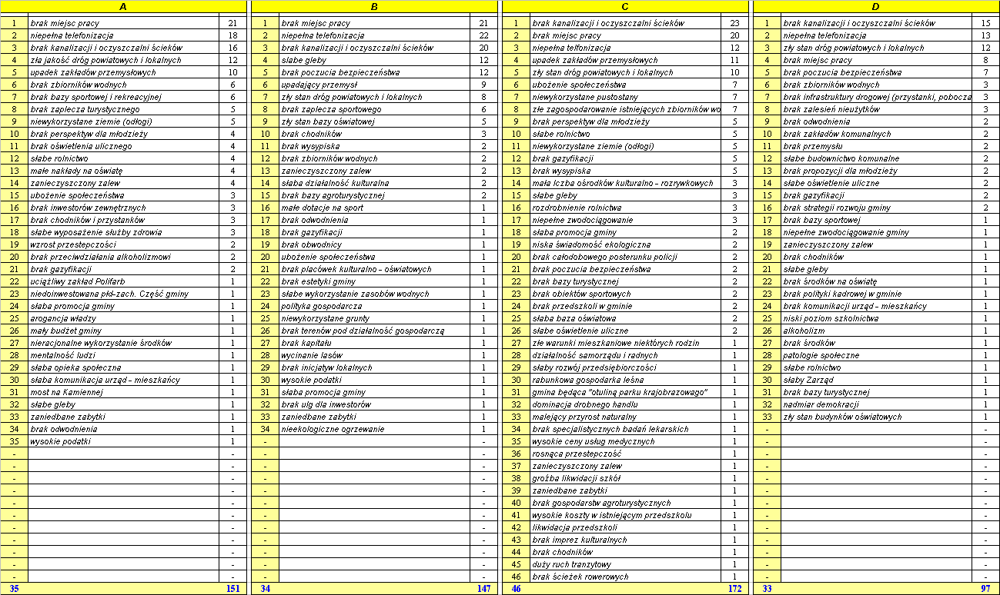 A
1 brak miejsc pracy 21
2 niepełna telefonizacja 18
3 brak kanalizacji i oczyszczalni ścieków 16
4 zła jakość dróg powiatowych i lokalnych 12
5 upadek zakładów przemysłowych 10
6 brak zbiorników wodnych 6
7 brak bazy sportowej i rekreacyjnej 6
8 brak zaplecza turystycznego 5
9 niewykorzystane ziemie (odłogi) 5
10 brak perspektyw dla młodzieży 4
11 brak oświetlenia ulicznego 4
12 słabe rolnictwo 4
13 małe nakłady na oświatę 4
14 zanieczyszczony zalew 4
15 ubożenie społeczeństwa 3
16 brak inwestorów zewnętrznych 3
17 brak chodników i przystanków 3
18 słabe wyposażenie służby zdrowia 3
19 wzrost przestępczości 2
20 brak przeciwdziałania alkoholizmowi 2
21 brak gazyfikacji 2
22 uciążliwy zakład Polifarb 1
23 niedoinwestowana płd-zach. Część gminy 1
24 słaba promocja gminy 1
25 arogancja władzy 1
26 mały budżet gminy 1
27 nieracjonalne wykorzystanie środków 1
28 mentalność ludzi 1
29 słaba opieka społeczna 1
30 słaba komunikacja urząd - mieszkańcy 1
31 most na Kamiennej 1
32 słabe gleby 1
33 zaniedbane zabytki 1
34 brak odwodnienia 1
35 wysokie podatki 1
- -
- -
- -
- -
- -
- -
- -
- -
- -
- -
- -
35 151
B
1 brak miejsc pracy 21
2 niepełna telefonizacja 22
3 brak kanalizacji i oczyszczalni ścieków 20
4 słabe gleby 12
5 brak poczucia bezpieczeństwa 12
6 upadający przemysł 9
7 zły stan dróg powiatowych i lokalnych 8
8 brak zaplecza sportowego 6
9 zły stan bazy oświatowej 5
10 brak chodników 3
11 brak wysypiska 2
12 brak zbiorników wodnych 2
13 zanieczyszczony zalew 2
14 słaba działalność kulturalna 2
15 brak bazy agroturystycznej 2
16 małe dotacje na sport 1
17 brak odwodnienia 1
18 brak gazyfikacji 1
19 brak obwodnicy 1
20 ubożenie społeczeństwa 1
21 brak placówek kulturalno - oświatowych 1
22 brak estetyki gminy 1
23 słabe wykorzystanie zasobów wodnych 1
24 polityka gospodarcza 1
25 niewykorzystane grunty 1
26 brak terenów pod działalność gospodarczą 1
27 brak kapitału 1
28 wycinanie lasów 1
29 brak inicjatyw lokalnych 1
30 wysokie podatki 1
31 słaba promocja gminy 1
32 brak ulg dla inwestorów 1
33 zaniedbane zabytki 1
34 nieekologiczne ogrzewanie 1
- -
- -
- -
- -
- -
- -
- -
- -
- -
- -
- -
- -
34 147
C
1 brak kanalizacji i oczyszczalni ścieków 23
2 brak miejsc pracy 20
3 niepełna telfonizacja 12
4 upadek zakładów przemysłowych 11
5 zły stan dróg powiatowych i lokalnych 10
6 ubożenie społeczeństwa 7
7 niewykorzystane pustostany 7
8 złe zagospodarowanie istniejących zbiorników wo 7
9 brak perspektyw dla młodzieży 5
10 słabe rolnictwo 5
11 niewykorzystane ziemie (odłogi) 5
12 brak gazyfikacji 5
13 brak wysypiska 5
14 mała lczba ośrodków kulturalno - rozrywkowych 3
15 słabe gleby 3
16 rozdrobnienie rolnictwa 3
17 niepełne zwodociągowanie 3
18 słaba promocja gminy 2
19 niska świadomość ekologiczna 2
20 brak całodobowego posterunku policji 2
21 brak poczucia bezpieczeństwa 2
22 brak bazy turystycznej 2
23 brak obiektów sportowych 2
24 brak przedszkoli w gminie 2
25 słaba baza oświatowa 2
26 słabe oświetlenie uliczne 2
27 złe warunki mieszkaniowe niektórych rodzin 1
28 działalność samorządu i radnych 1
29 słaby rozwój przedsiębiorczości 1
30 rabunkowa gospodarka leśna 1
31 gmina będąca "otuliną parku krajobrazowago" 1
32 dominacja drobnego handlu 1
33 malejący przyrost naturalny 1
34 brak specjalistycznych badań lekarskich 1
35 wysokie ceny usług medycznych 1
36 rosnąca przestępczość 1
37 zanieczyszczony zalew 1
38 groźba likwidacji szkół 1
39 zaniedbane zabytki 1
40 brak gospodarstw agroturystycznych 1
41 wysokie koszty w istniejącym przedszkolu 1
42 likwidacja przedszkoli 1
43 brak imprez kulturalnych 1
44 brak chodników 1
45 duży ruch tranzytowy 1
46 brak ścieżek rowerowych 1
46 172
D
1 brak kanalizacji i oczyszczalni ścieków 15
2 niepełna telefonizacja 13
3 zły stan dróg powiatowych i lokalnych 12
4 brak miejsc pracy 8
5 brak poczucia bezpieczeństwa 7
6 brak zbiorników wodnych 3
7 brak infrastruktury drogowej (przystanki, pobocza 3
8 brak zalesień nieużytków 3
9 brak odwodnienia 2
10 brak zakładów komunalnych 2
11 brak przemysłu 2
12 słabe budownictwo komunalne 2
13 brak propozycji dla młodzieży 2
14 słabe oświetlenie uliczne 2
15 brak gazyfikacji 2
16 brak strategii rozwoju gminy 2
17 brak bazy sportowej 1
18 niepełne zwodociągowanie gminy 1
19 zanieczyszczony zalew 1
20 brak chodników 1
21 słabe gleby 1
22 brak środków na oświatę 1
23 brak polityki kadrowej w gminie 1
24 brak komunikacji urząd - mieszkańcy 1
25 niski poziom szkolnictwa 1
26 alkoholizm 1
27 brak środków 1
28 patologie społeczne 1
29 słabe rolnictwo 1
30 słaby Zarząd 1
31 brak bazy turystycznej 1
32 nadmiar demokracji 1
33 zły stan budynków oświatowych 1
- -
- -
- -
- -
- -
- -
- -
- -
- -
- -
- -
- -
- -
33 97